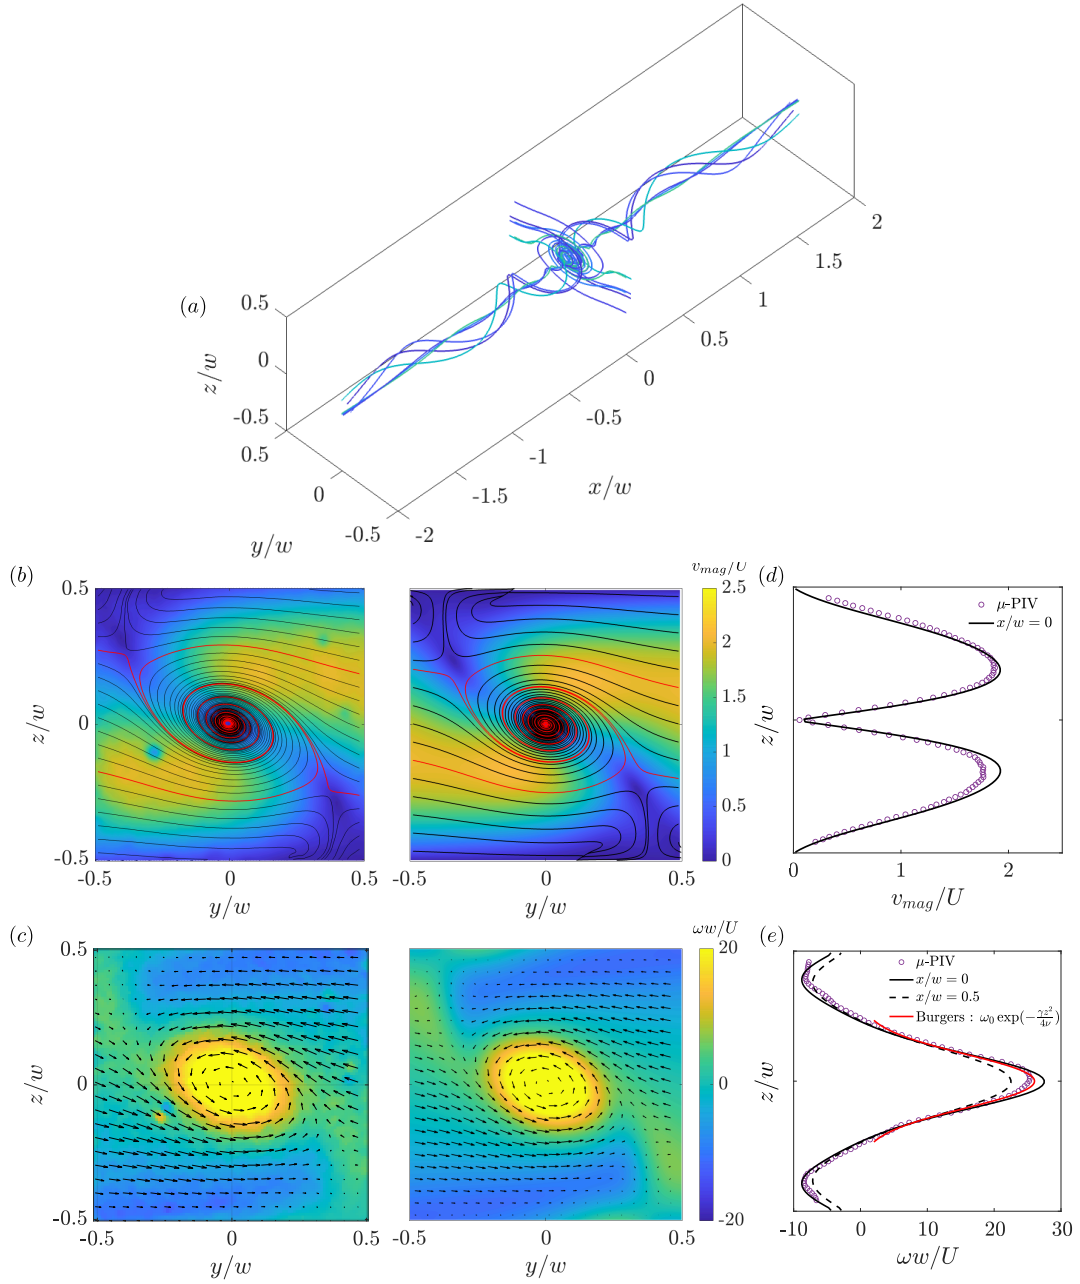 (a)
0.5
0
-0.5
z/w
0.5
0
-0.5
y/w
-2
-1.5
-1
-0.5
0
0.5
1
1.5
2
x/w
(b)
0.5
0
-0.5
z/w
-0.5 0 0.5
y/w
-0.5 0 0.5
y/w
v_mag/U
2.5
2
1.5
1
0.5
0
(d)
μ-PIV
x/w = 0
z/w
0 1 2
v_mag/U
(c)
0.5
0
-0.5
z/w
-0.5 0 0.5
y/w
-0.5 0 0.5
y/w
ωw/U
20
0
-20
(e)
μ-PIV
x/w = 0
x/w = 0.5
Burgers : ω₀ exp(−γz²/4ν)
z/w
-10 0 10 20 30
ωw/U